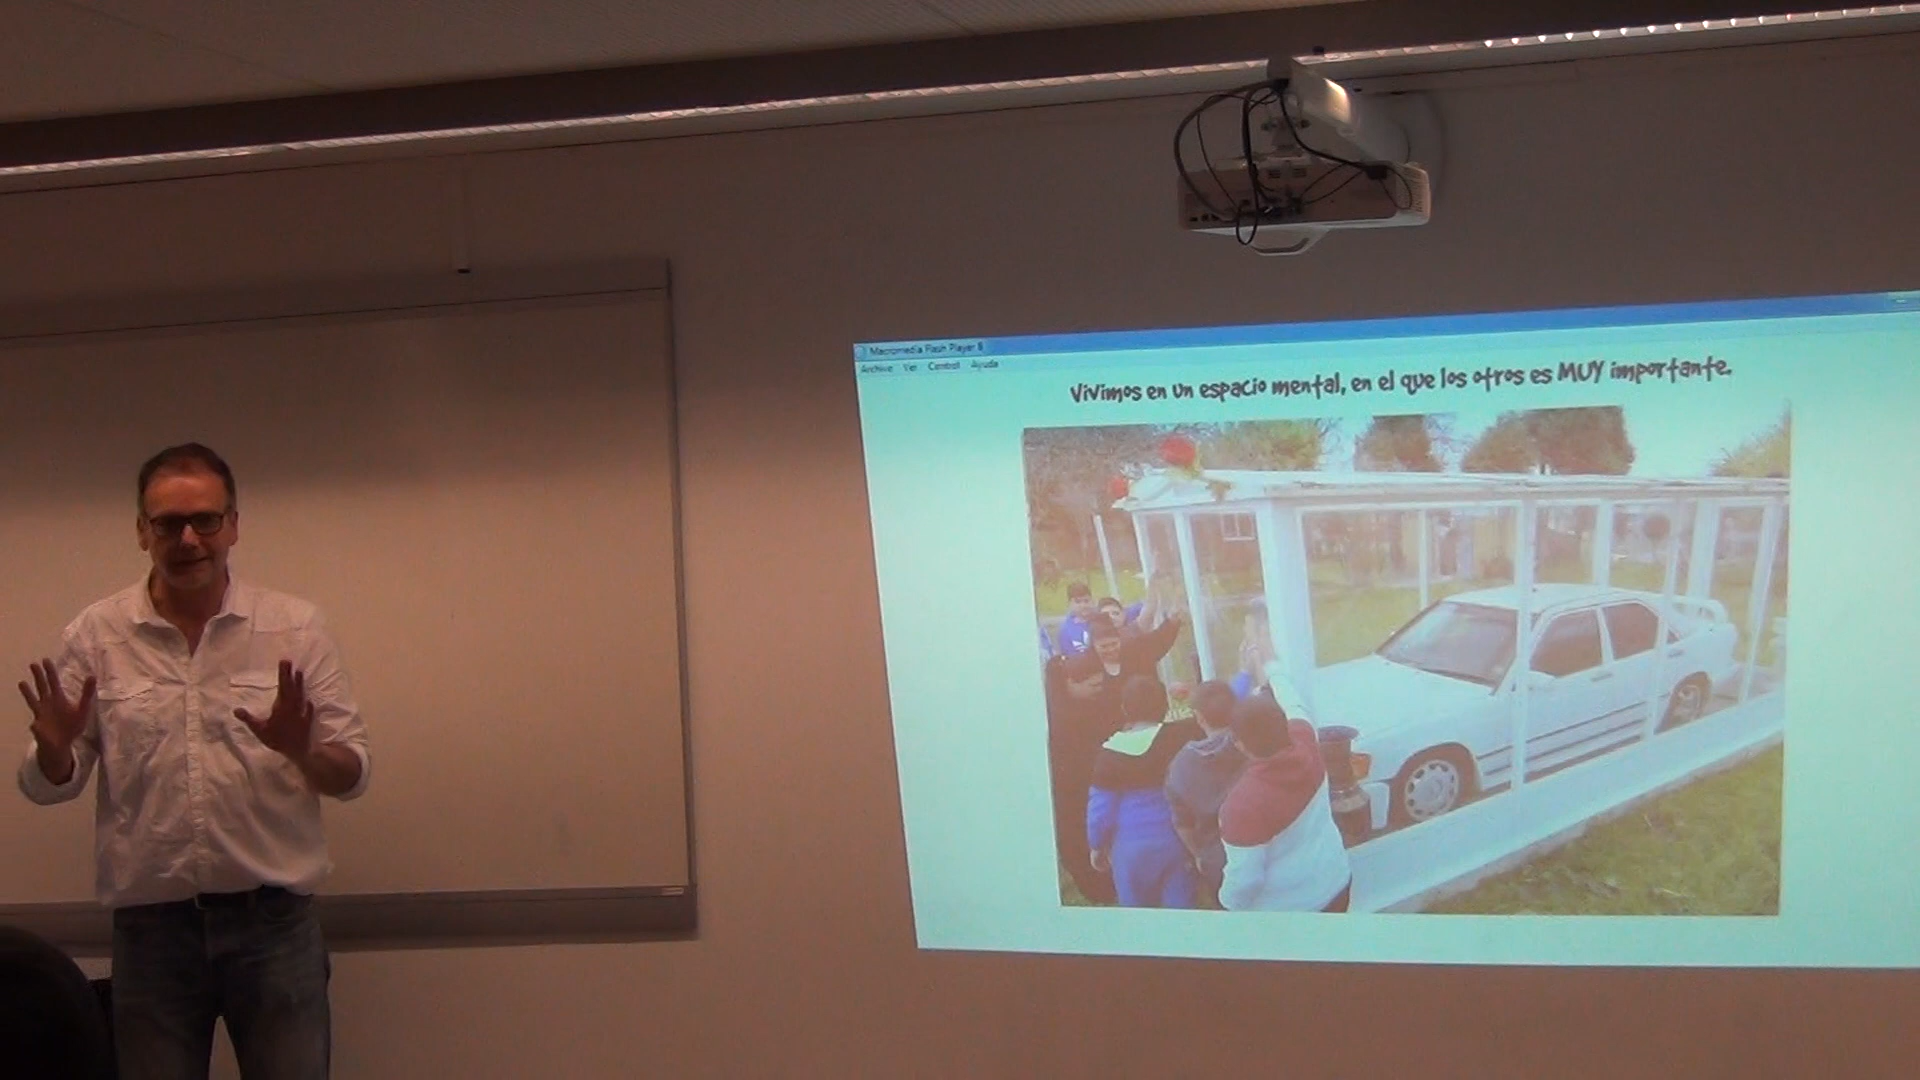 Macromedia Flash Player 8
Archivo Ver Control Ayuda
Vivimos en un espacio mental, en el que los otros es MUY importante.